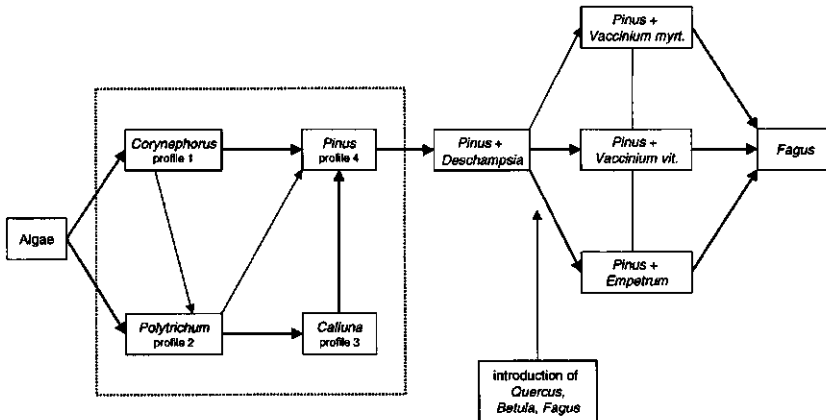 Algae
Corynephorus
profile 1
Polytrichum
profile 2
Pinus
profile 4
Calluna
profile 3
Pinus +
Deschampsia
Pinus +
Vaccinium myrt.
Pinus +
Vaccinium vit.
Pinus +
Empetrum
Fagus
introduction of
Quercus,
Betula, Fagus